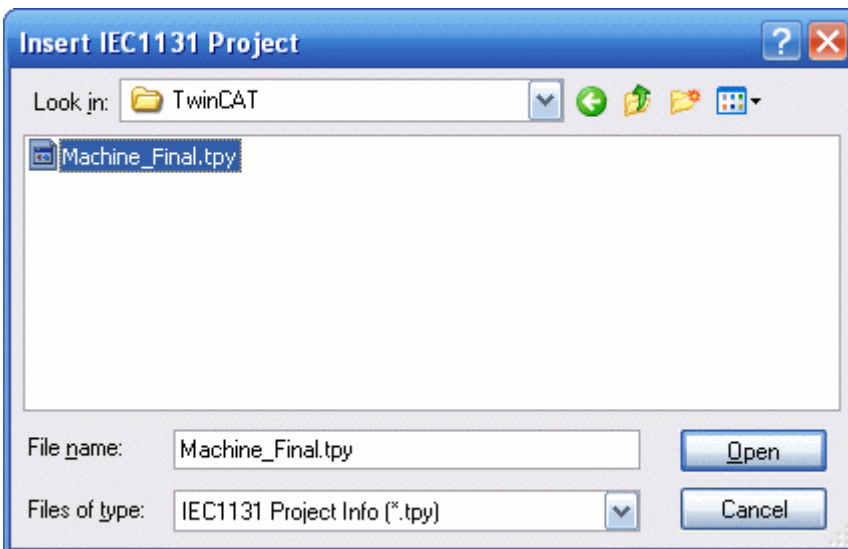 Insert IEC1131 Project
Look in: TwinCAT
Machine_Final.tpy
File name: Machine_Final.tpy Open
Files of type: IEC1131 Project Info (*.tpy) Cancel